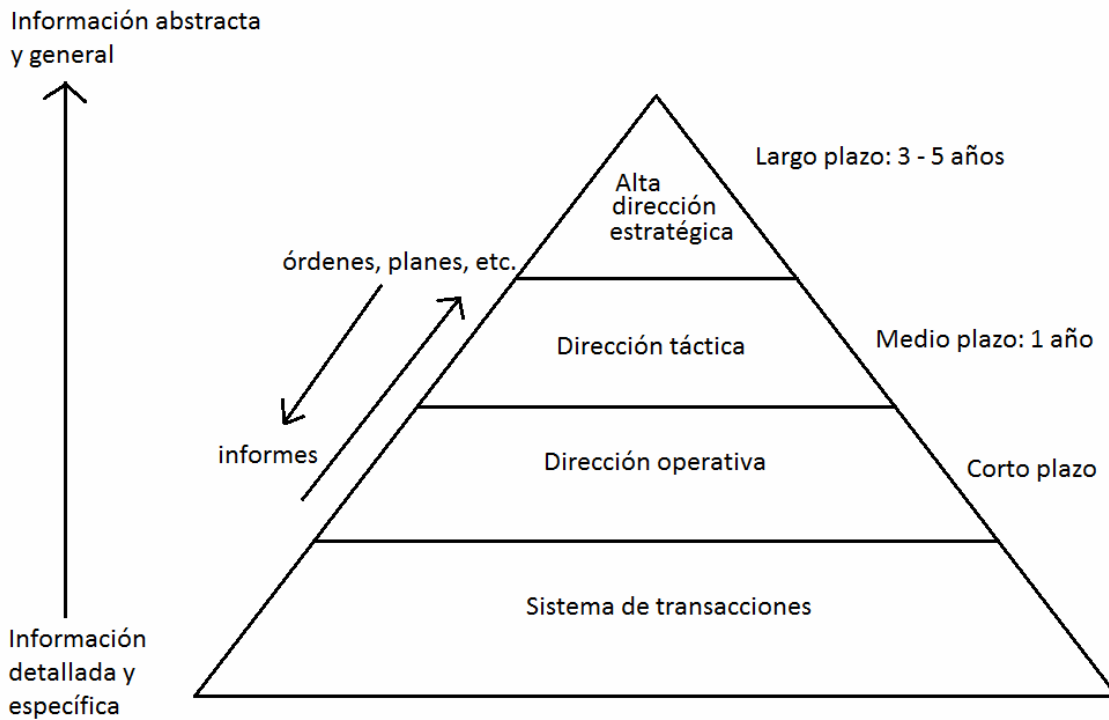 Información abstracta
y general
Largo plazo: 3 - 5 años
Alta
dirección
estratégica
órdenes, planes, etc.
Dirección táctica
Medio plazo: 1 año
informes
Dirección operativa
Corto plazo
Sistema de transacciones
Información
detallada y
específica